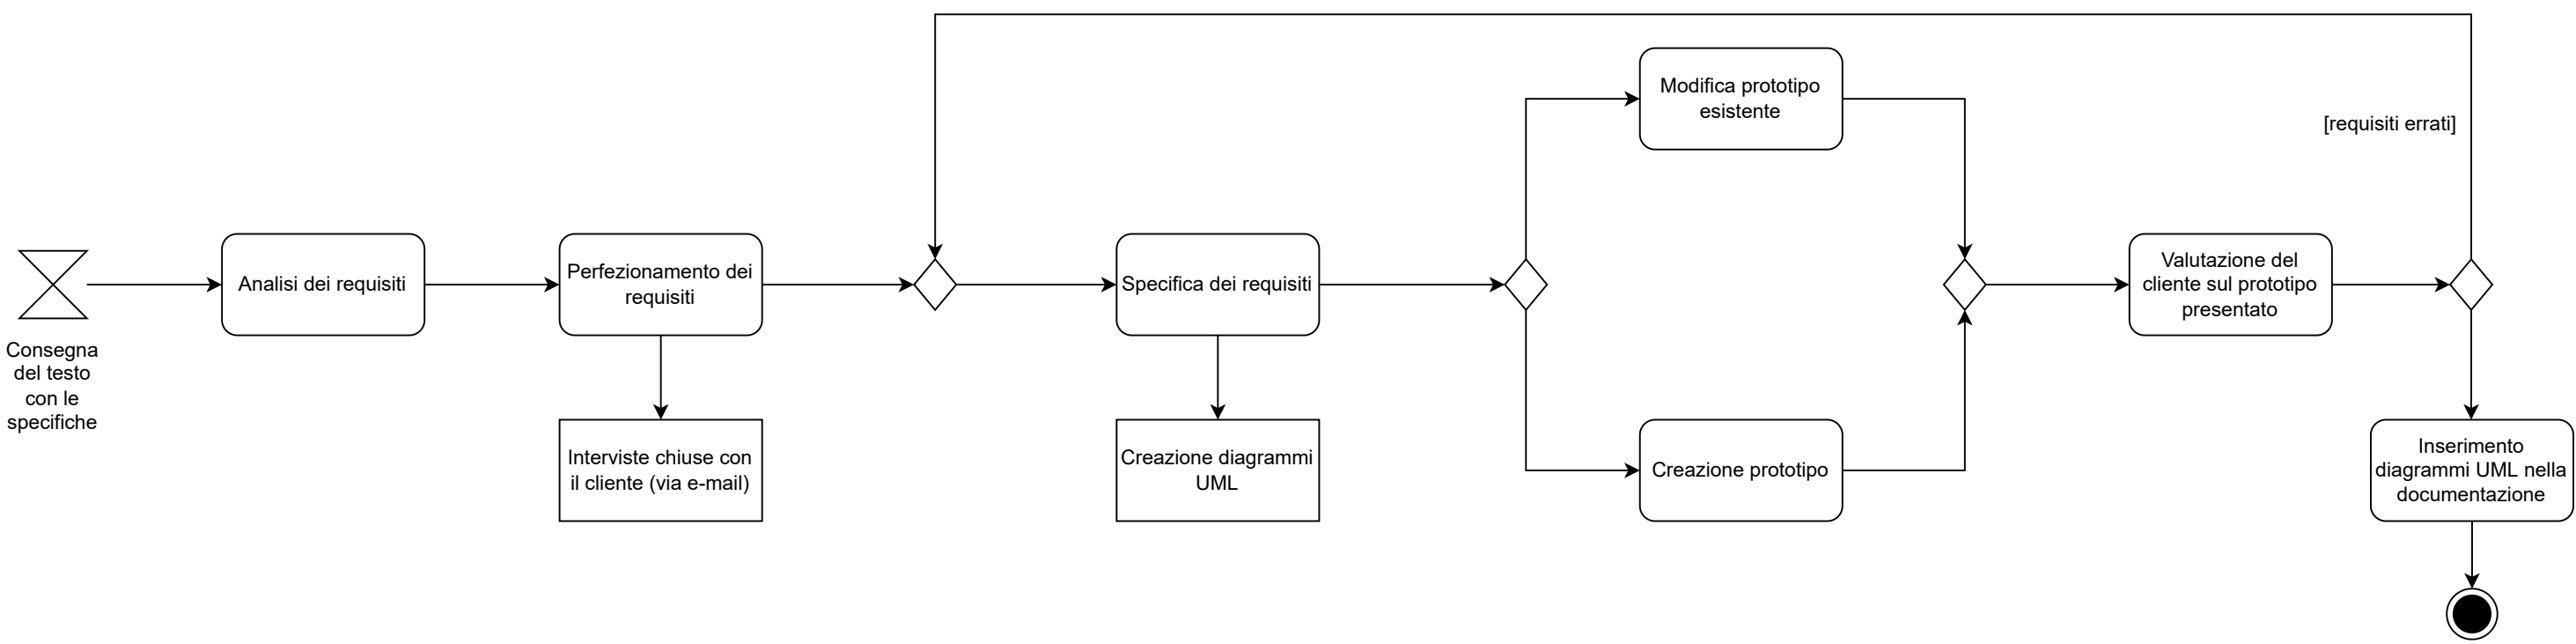 Modifica prototipo
esistente
[requisiti errati]
Consegna
del testo
con le
specifiche
Analisi dei requisiti
Perfezionamento dei
requisiti
Specifica dei requisiti
Valutazione del
cliente sul prototipo
presentato
Interviste chiuse con
il cliente (via e-mail)
Creazione diagrammi
UML
Creazione prototipo
Inserimento
diagrammi UML nella
documentazione